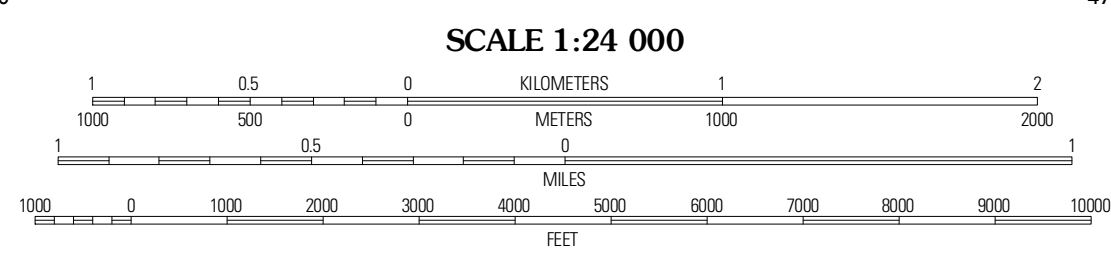 SCALE 1:24 000
1 0.5 0 KILOMETERS 1 2
1000 500 0 METERS 1000 2000
1 0.5 0 1
MILES
1000 0 1000 2000 3000 4000 5000 6000 7000 8000 9000 10000
FEET